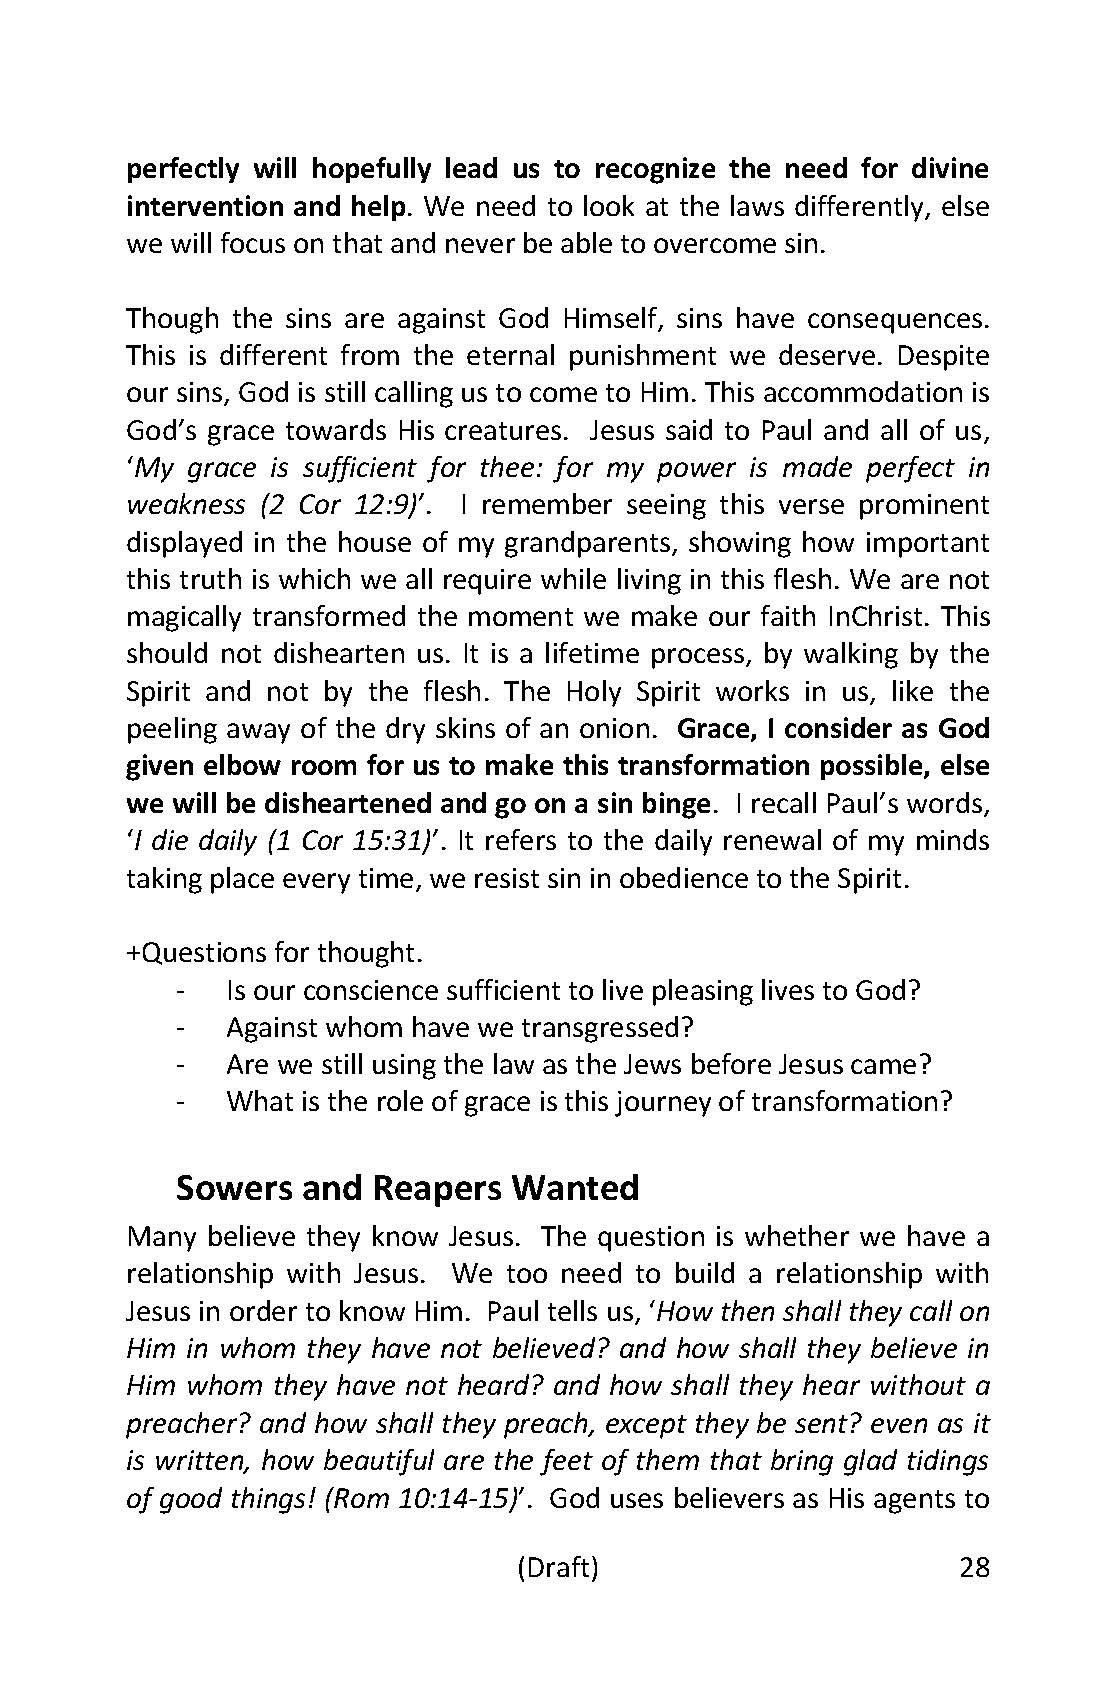 perfectly will hopefully lead us to recognize the need for divine
intervention and help. We need to look at the laws differently, else
we will focus on that and never be able to overcome sin.
Though the sins are against God Himself, sins have consequences.
This is different from the eternal punishment we deserve. Despite
our sins, God is still calling us to come to Him. This accommodation is
God’s grace towards His creatures. Jesus said to Paul and all of us,
‘My grace is sufficient for thee: for my power is made perfect in
weakness (2 Cor 12:9)’. I remember seeing this verse prominent
displayed in the house of my grandparents, showing how important
this truth is which we all require while living in this flesh. We are not
magically transformed the moment we make our faith InChrist. This
should not dishearten us. It is a lifetime process, by walking by the
Spirit and not by the flesh. The Holy Spirit works in us, like the
peeling away of the dry skins of an onion. Grace, I consider as God
given elbow room for us to make this transformation possible, else
we will be disheartened and go on a sin binge. I recall Paul’s words,
‘I die daily (1 Cor 15:31)’. It refers to the daily renewal of my minds
taking place every time, we resist sin in obedience to the Spirit.
+Questions for thought.
- Is our conscience sufficient to live pleasing lives to God?
- Against whom have we transgressed?
- Are we still using the law as the Jews before Jesus came?
- What is the role of grace is this journey of transformation?
Sowers and Reapers Wanted
Many believe they know Jesus. The question is whether we have a
relationship with Jesus. We too need to build a relationship with
Jesus in order to know Him. Paul tells us, ‘How then shall they call on
Him in whom they have not believed? and how shall they believe in
Him whom they have not heard? and how shall they hear without a
preacher? and how shall they preach, except they be sent? even as it
is written, how beautiful are the feet of them that bring glad tidings
of good things! (Rom 10:14-15)’. God uses believers as His agents to
(Draft) 28